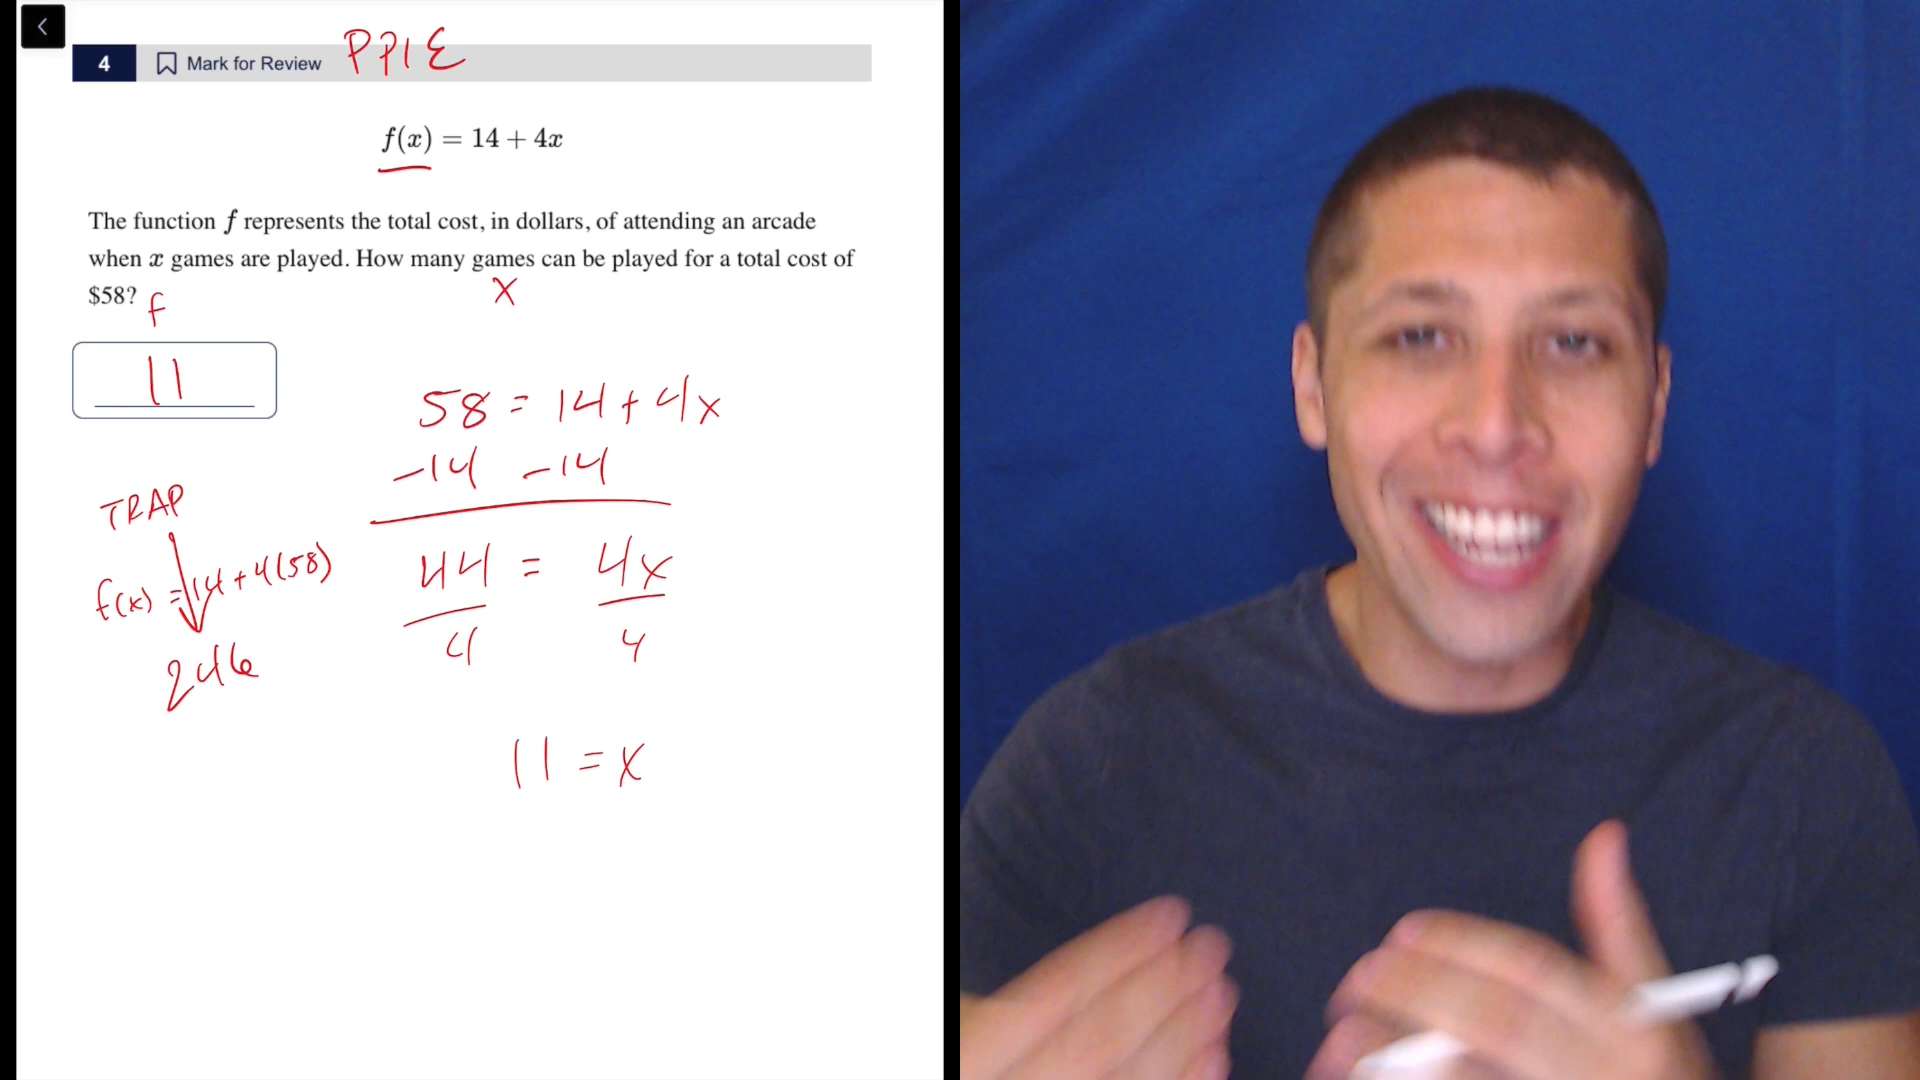 4 Mark for Review PPIE
f(x) = 14 + 4x
The function f represents the total cost, in dollars, of attending an arcade
when x games are played. How many games can be played for a total cost of
$58?
f
x
11
58 = 14 + 4x
-14 -14
44 = 4x
4 4
11 = x
TRAP
f(x) = 14 + 4(58)
246